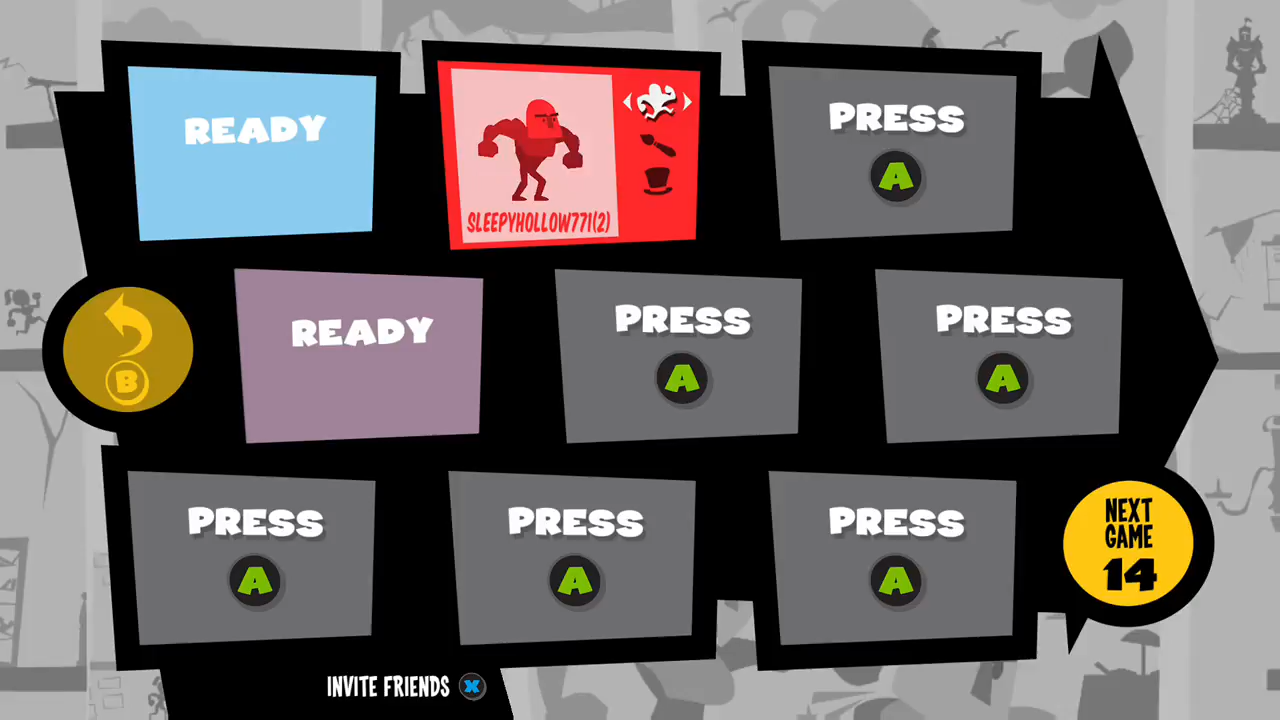 READY
SLEEPYHOLLOW771(2)
PRESS
A
READY
PRESS
A
PRESS
A
B
PRESS
A
PRESS
A
PRESS
A
NEXT
GAME
14
INVITE FRIENDS X